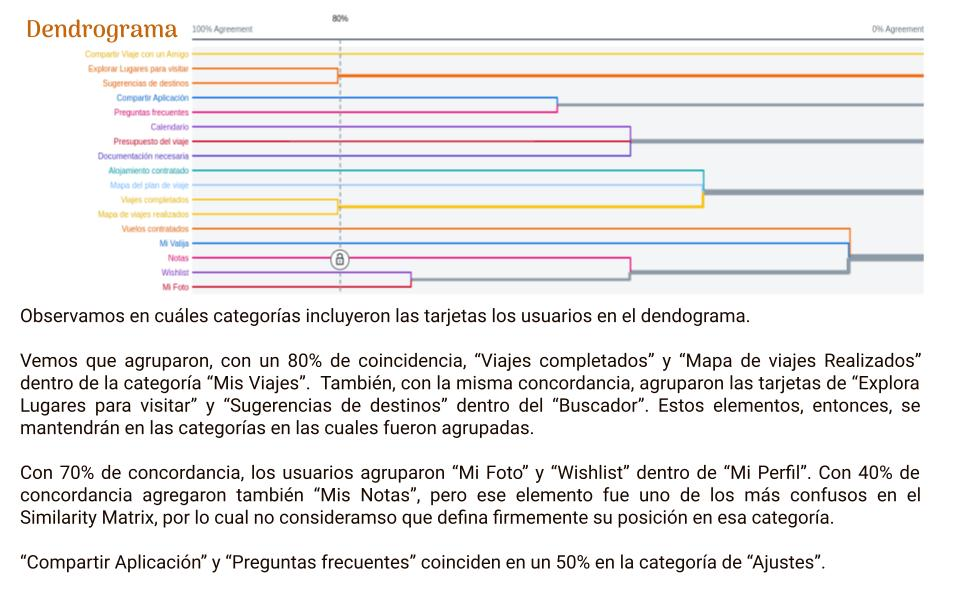 Dendrograma
80%
100% Agreement
0% Agreement
Compartir Viaje con un Amigo
Explorar Lugares para visitar
Sugerencias de destinos
Compartir Aplicación
Preguntas frecuentes
Calendario
Presupuesto del viaje
Documentación necesaria
Alojamiento contratado
Mapa del plan de viaje
Viajes completados
Mapa de viajes realizados
Vuelos contratados
Mi Valija
Notas
Wishlist
Mi Foto
Observamos en cuáles categorías incluyeron las tarjetas los usuarios en el dendograma.
Vemos que agruparon, con un 80% de coincidencia, “Viajes completados” y “Mapa de viajes Realizados”
dentro de la categoría “Mis Viajes”. También, con la misma concordancia, agruparon las tarjetas de “Explora
Lugares para visitar” y “Sugerencias de destinos” dentro del “Buscador”. Estos elementos, entonces, se
mantendrán en las categorías en las cuales fueron agrupadas.
Con 70% de concordancia, los usuarios agruparon “Mi Foto” y “Wishlist” dentro de “Mi Perfil”. Con 40% de
concordancia agregaron también “Mis Notas”, pero ese elemento fue uno de los más confusos en el
Similarity Matrix, por lo cual no consideramso que defina firmemente su posición en esa categoría.
“Compartir Aplicación” y “Preguntas frecuentes” coinciden en un 50% en la categoría de “Ajustes”.